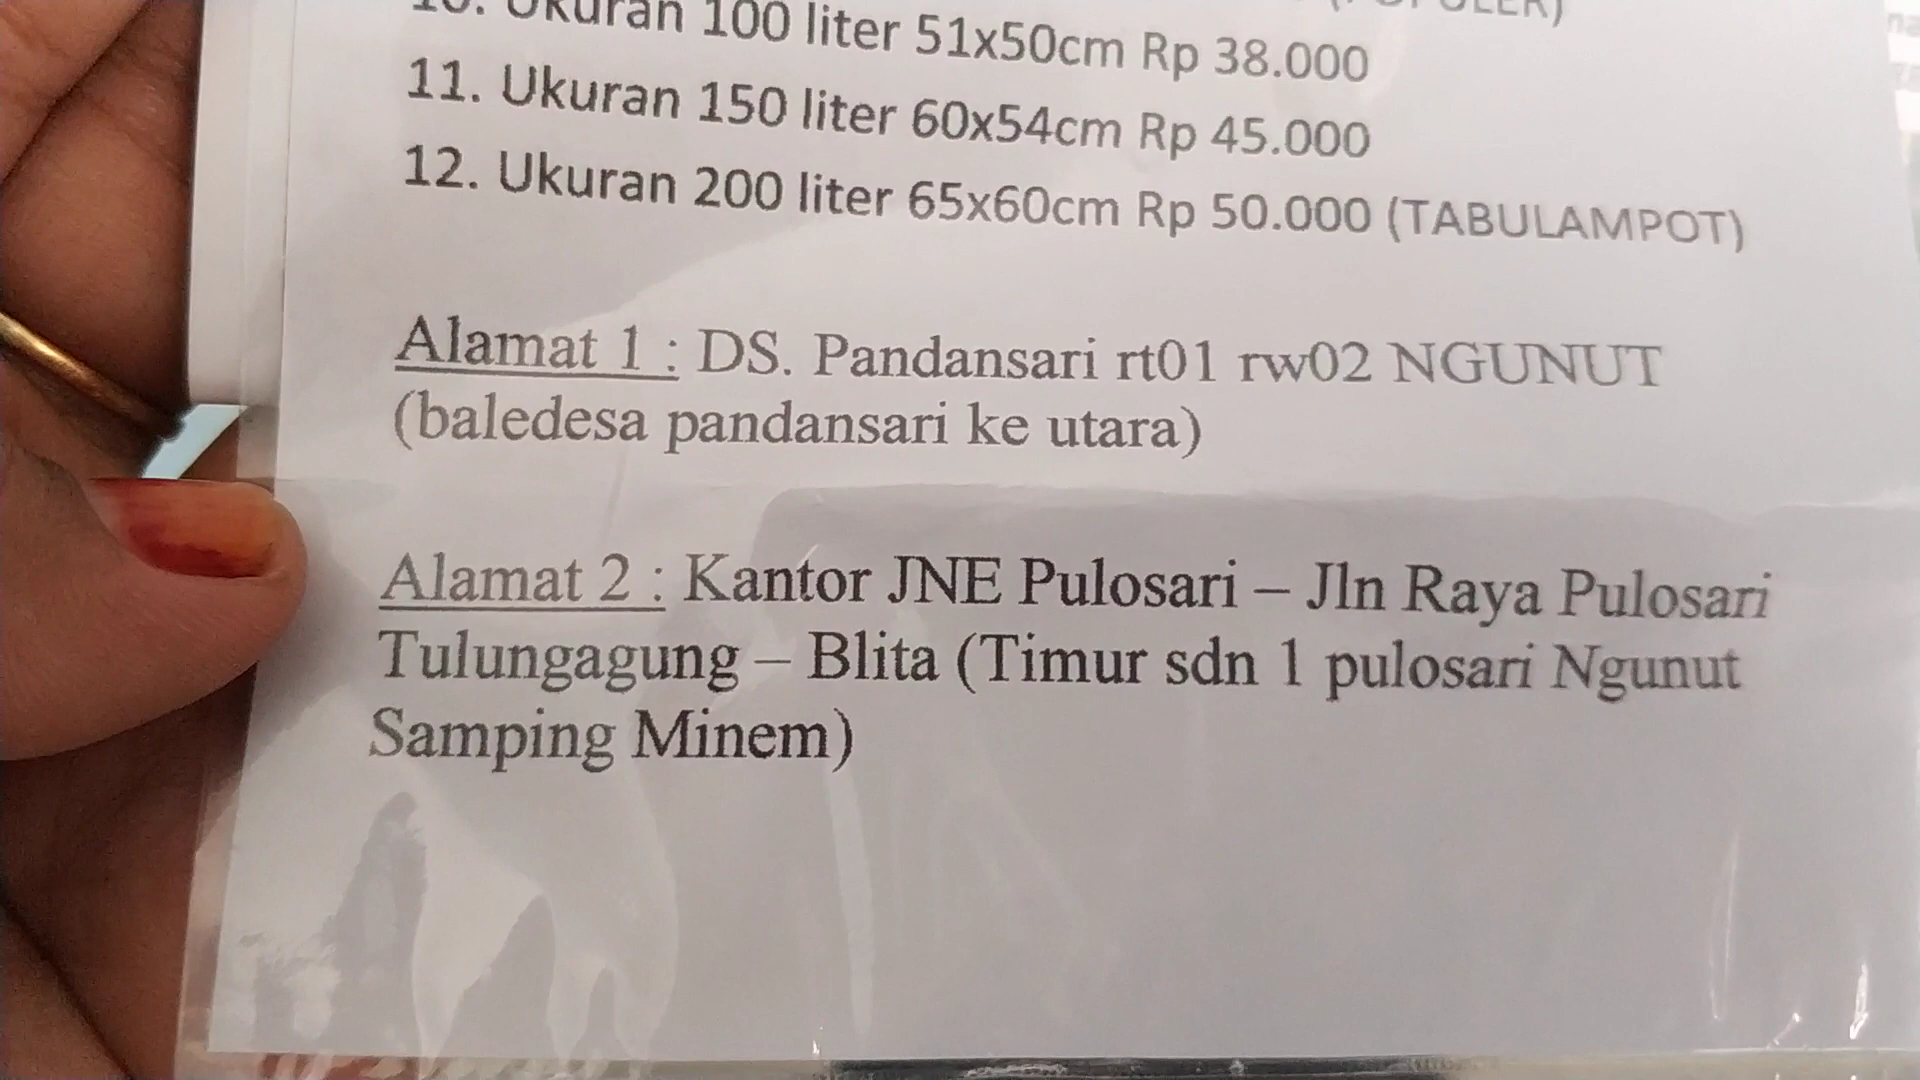 10. Ukuran 100 liter 51x50cm Rp 38.000
11. Ukuran 150 liter 60x54cm Rp 45.000
12. Ukuran 200 liter 65x60cm Rp 50.000 (TABULAMPOT)
Alamat 1 : DS. Pandansari rt01 rw02 NGUNUT
(baledesa pandansari ke utara)
Alamat 2 : Kantor JNE Pulosari – Jln Raya Pulosari
Tulungagung – Blita (Timur sdn 1 pulosari Ngunut
Samping Minem)